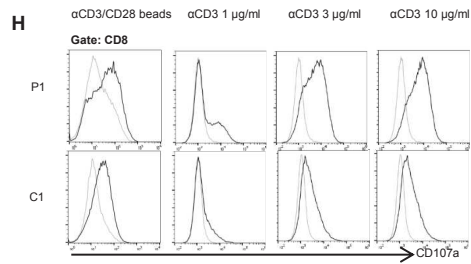 H
αCD3/CD28 beads αCD3 1 µg/ml αCD3 3 µg/ml αCD3 10 µg/ml
Gate: CD8
P1
C1
CD107a